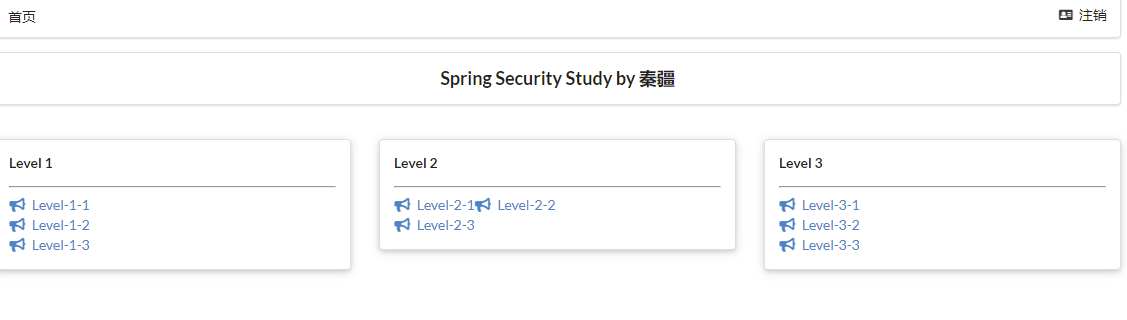 首页
注销
Spring Security Study by 秦疆
Level 1
Level-1-1
Level-1-2
Level-1-3
Level 2
Level-2-1 Level-2-2
Level-2-3
Level 3
Level-3-1
Level-3-2
Level-3-3